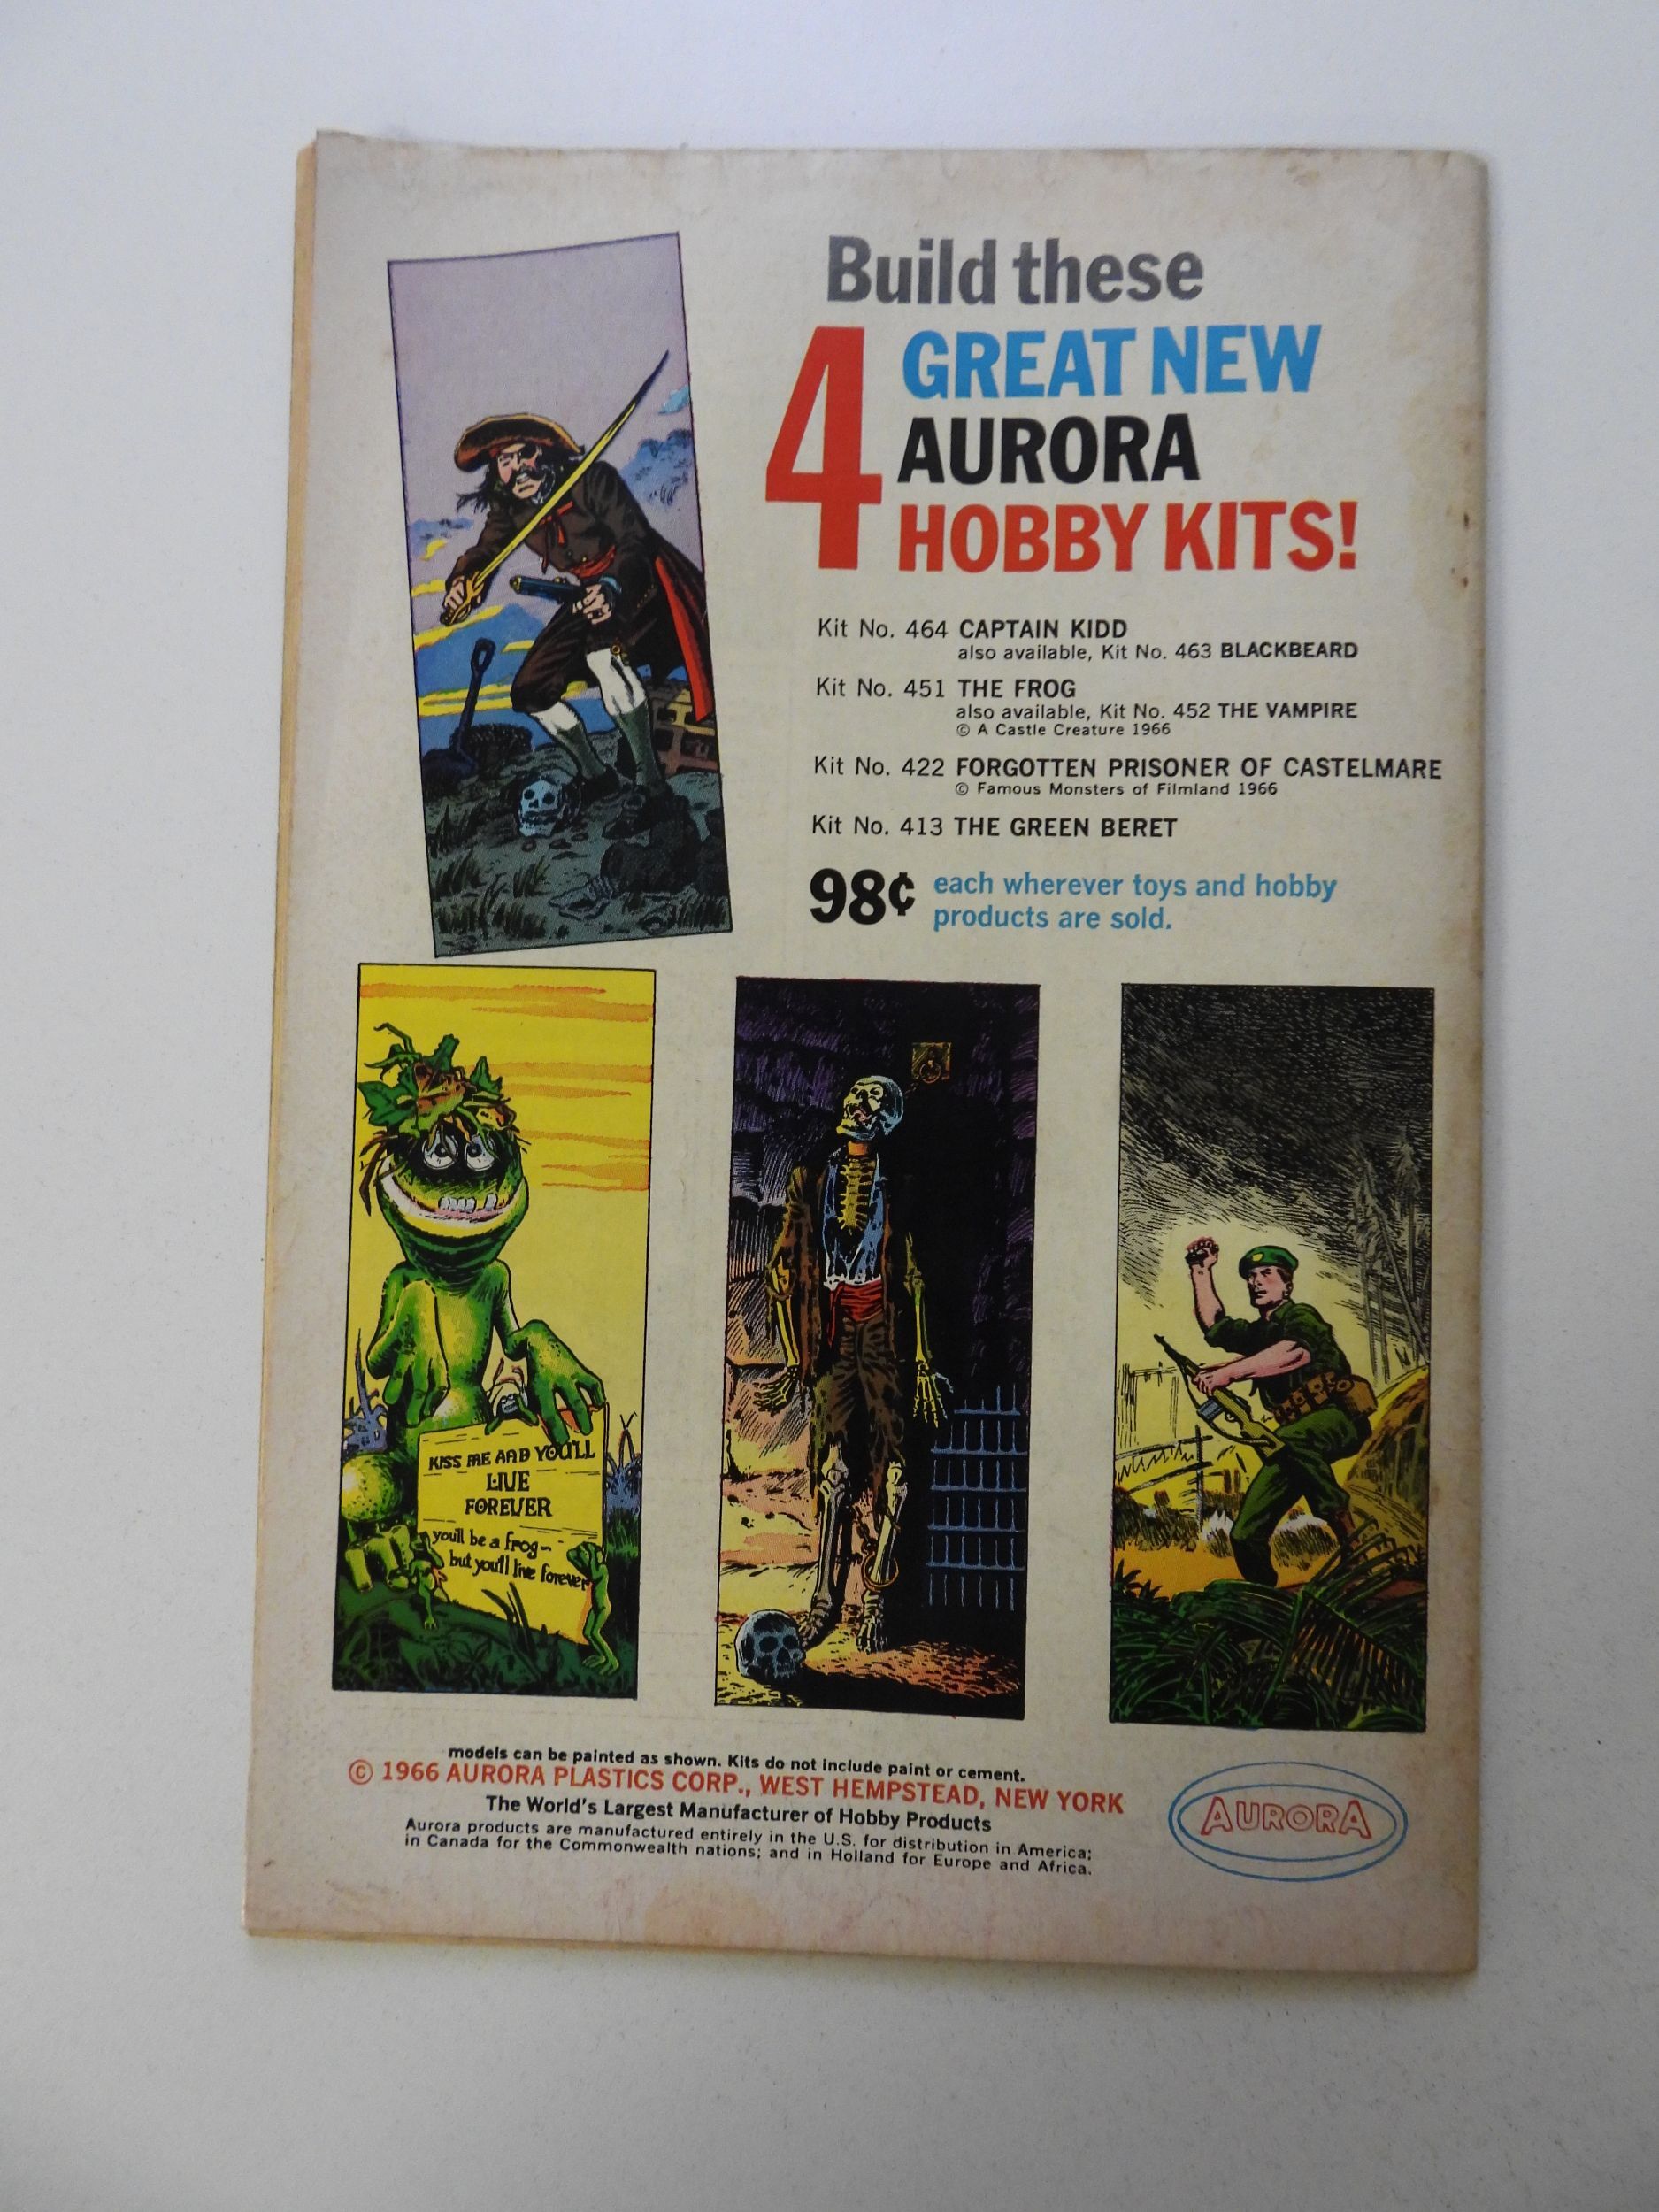 Build these
4 GREAT NEW
AURORA
HOBBY KITS!
Kit No. 464 CAPTAIN KIDD
also available, Kit No. 463 BLACKBEARD
Kit No. 451 THE FROG
also available, Kit No. 452 THE VAMPIRE
© A Castle Creature 1966
Kit No. 422 FORGOTTEN PRISONER OF CASTELMARE
© Famous Monsters of Filmland 1966
Kit No. 413 THE GREEN BERET
98¢ each wherever toys and hobby
products are sold.
KISS ME AND YOU'LL
LIVE
FOREVER
you'll be a frog-
but you'll live forever
models can be painted as shown. Kits do not include paint or cement.
© 1966 AURORA PLASTICS CORP., WEST HEMPSTEAD, NEW YORK
The World's Largest Manufacturer of Hobby Products
Aurora products are manufactured entirely in the U.S. for distribution in America;
in Canada for the Commonwealth nations; and in Holland for Europe and Africa.
AURORA